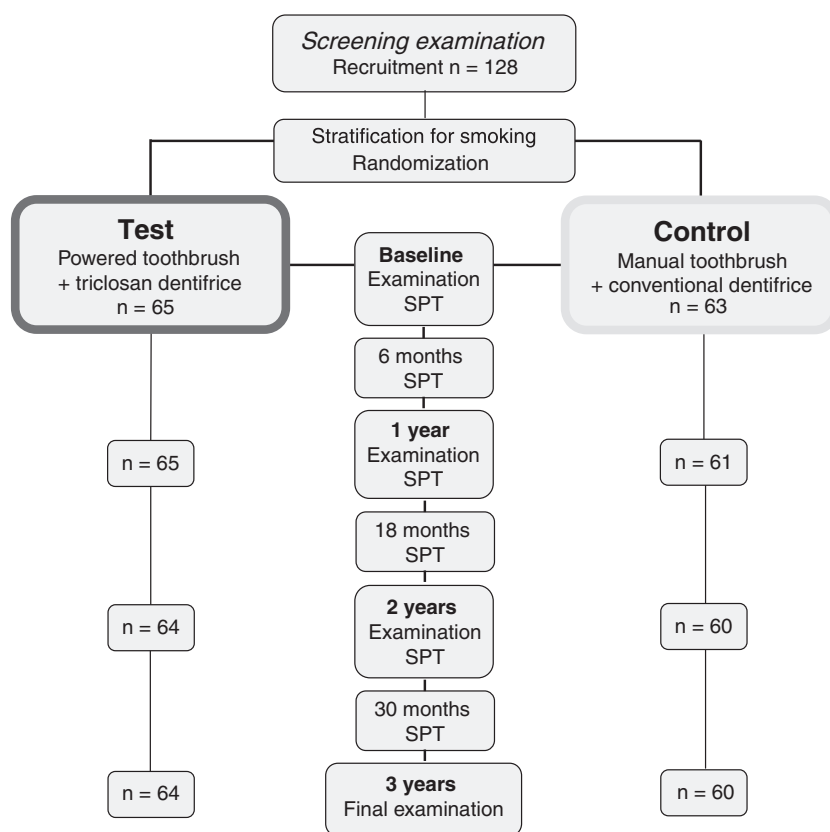 Screening examination
Recruitment n = 128
Stratification for smoking
Randomization
Test
Powered toothbrush
+ triclosan dentifrice
n = 65
Baseline
Examination
SPT
Control
Manual toothbrush
+ conventional dentifrice
n = 63
6 months
SPT
n = 65
1 year
Examination
SPT
n = 61
18 months
SPT
n = 64
2 years
Examination
SPT
n = 60
30 months
SPT
n = 64
3 years
Final examination
n = 60